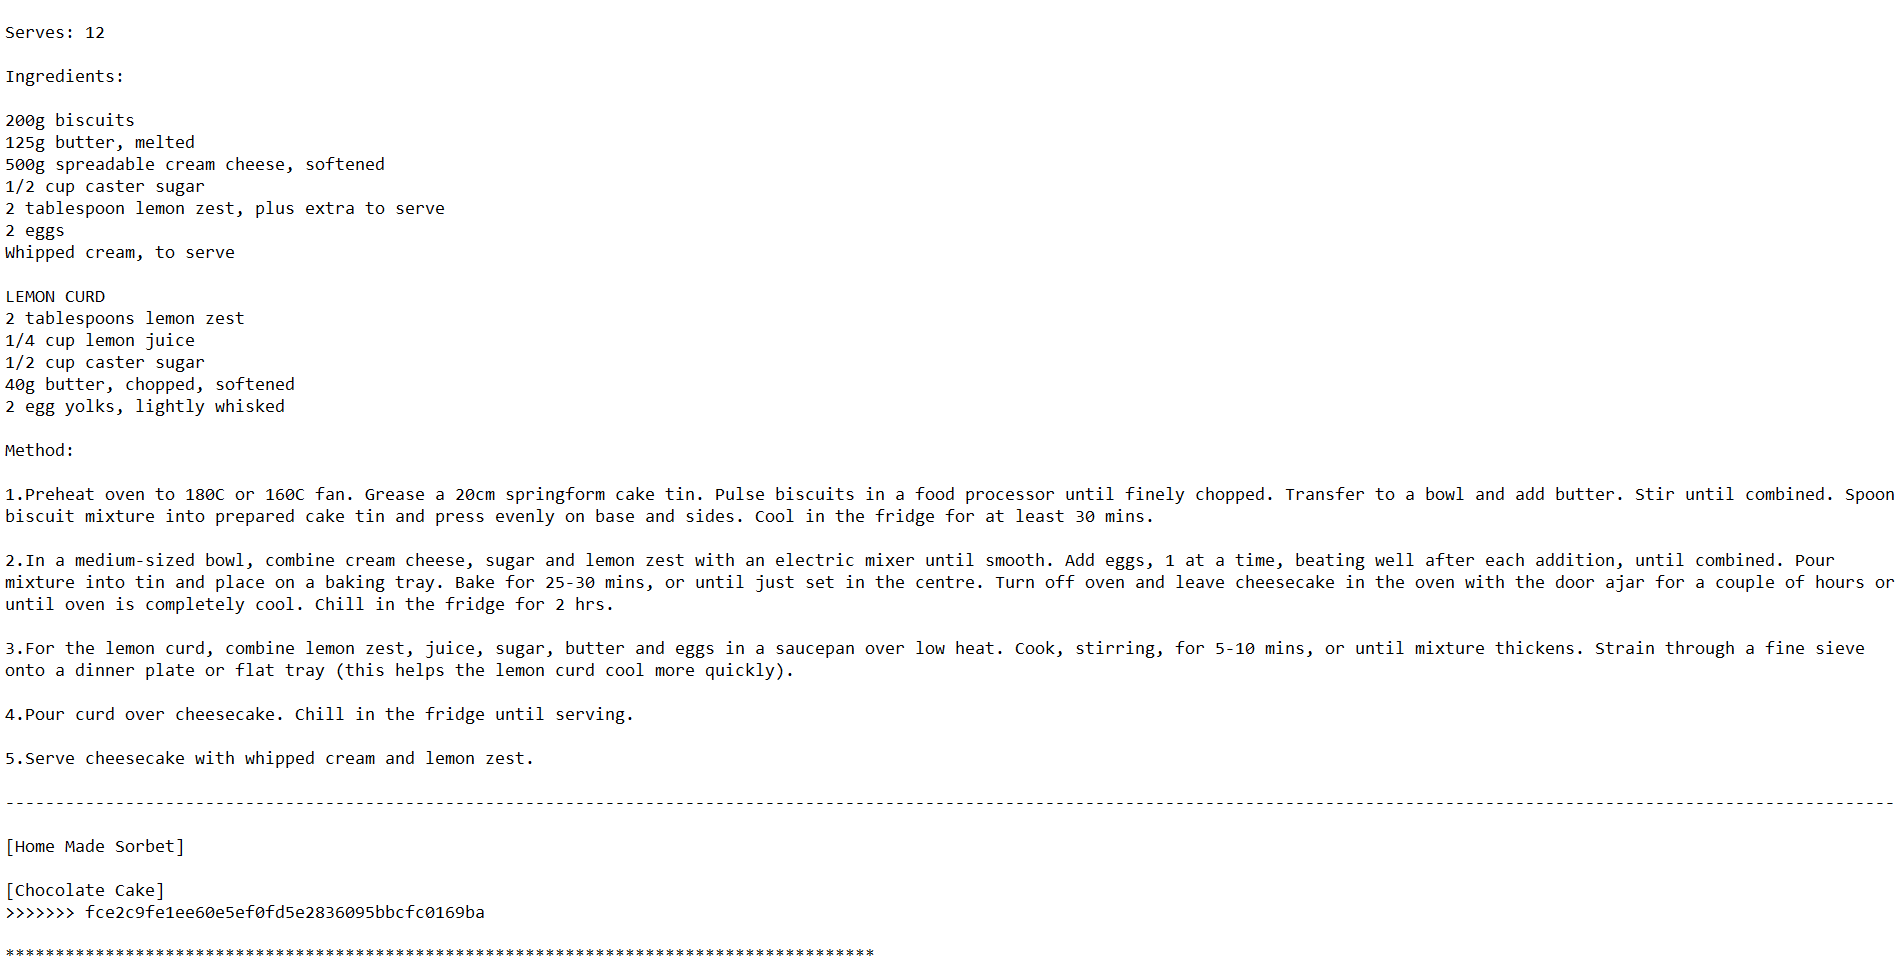 Serves: 12
Ingredients:
200g biscuits
125g butter, melted
500g spreadable cream cheese, softened
1/2 cup caster sugar
2 tablespoon lemon zest, plus extra to serve
2 eggs
Whipped cream, to serve
LEMON CURD
2 tablespoons lemon zest
1/4 cup lemon juice
1/2 cup caster sugar
40g butter, chopped, softened
2 egg yolks, lightly whisked
Method:
1.Preheat oven to 180C or 160C fan. Grease a 20cm springform cake tin. Pulse biscuits in a food processor until finely chopped. Transfer to a bowl and add butter. Stir until combined. Spoon
biscuit mixture into prepared cake tin and press evenly on base and sides. Cool in the fridge for at least 30 mins.
2.In a medium-sized bowl, combine cream cheese, sugar and lemon zest with an electric mixer until smooth. Add eggs, 1 at a time, beating well after each addition, until combined. Pour
mixture into tin and place on a baking tray. Bake for 25-30 mins, or until just set in the centre. Turn off oven and leave cheesecake in the oven with the door ajar for a couple of hours or
until oven is completely cool. Chill in the fridge for 2 hrs.
3.For the lemon curd, combine lemon zest, juice, sugar, butter and eggs in a saucepan over low heat. Cook, stirring, for 5-10 mins, or until mixture thickens. Strain through a fine sieve
onto a dinner plate or flat tray (this helps the lemon curd cool more quickly).
4.Pour curd over cheesecake. Chill in the fridge until serving.
5.Serve cheesecake with whipped cream and lemon zest.
---------------------------------------------------------------------------------------------------------------------------------------------------------------------------------------------
[Home Made Sorbet]
[Chocolate Cake]
>>>>>>> fce2c9fe1ee60e5ef0fd5e2836095bbcfc0169ba
***************************************************************************************